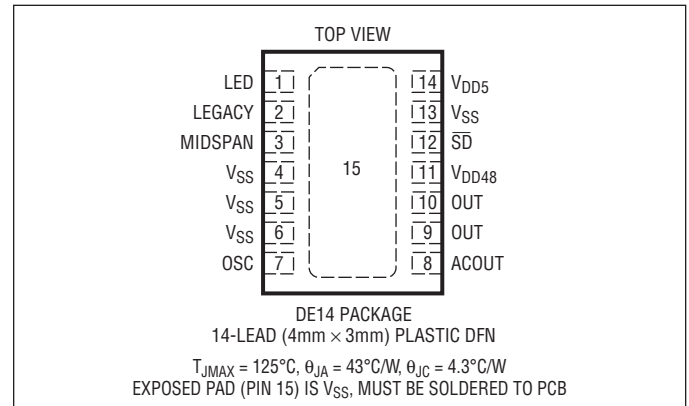 TOP VIEW
LED 1 14 VDD5
LEGACY 2 13 VSS
MIDSPAN 3 12 S̅D̅
VSS 4 15 11 VDD48
VSS 5 10 OUT
VSS 6 9 OUT
OSC 7 8 ACOUT
DE14 PACKAGE
14-LEAD (4mm × 3mm) PLASTIC DFN
TJMAX = 125°C, θJA = 43°C/W, θJC = 4.3°C/W
EXPOSED PAD (PIN 15) IS VSS, MUST BE SOLDERED TO PCB